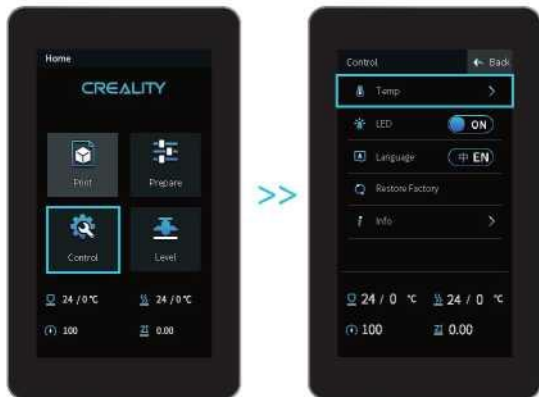 Home
CREALITY
Print
Prepare
Control
Level
24 / 0 ℃
24 / 0 ℃
100
0.00
>>
Control
Back
Temp
LED
ON
Language
中 EN
Restore Factory
Info
24 / 0 ℃
24 / 0 ℃
100
0.00